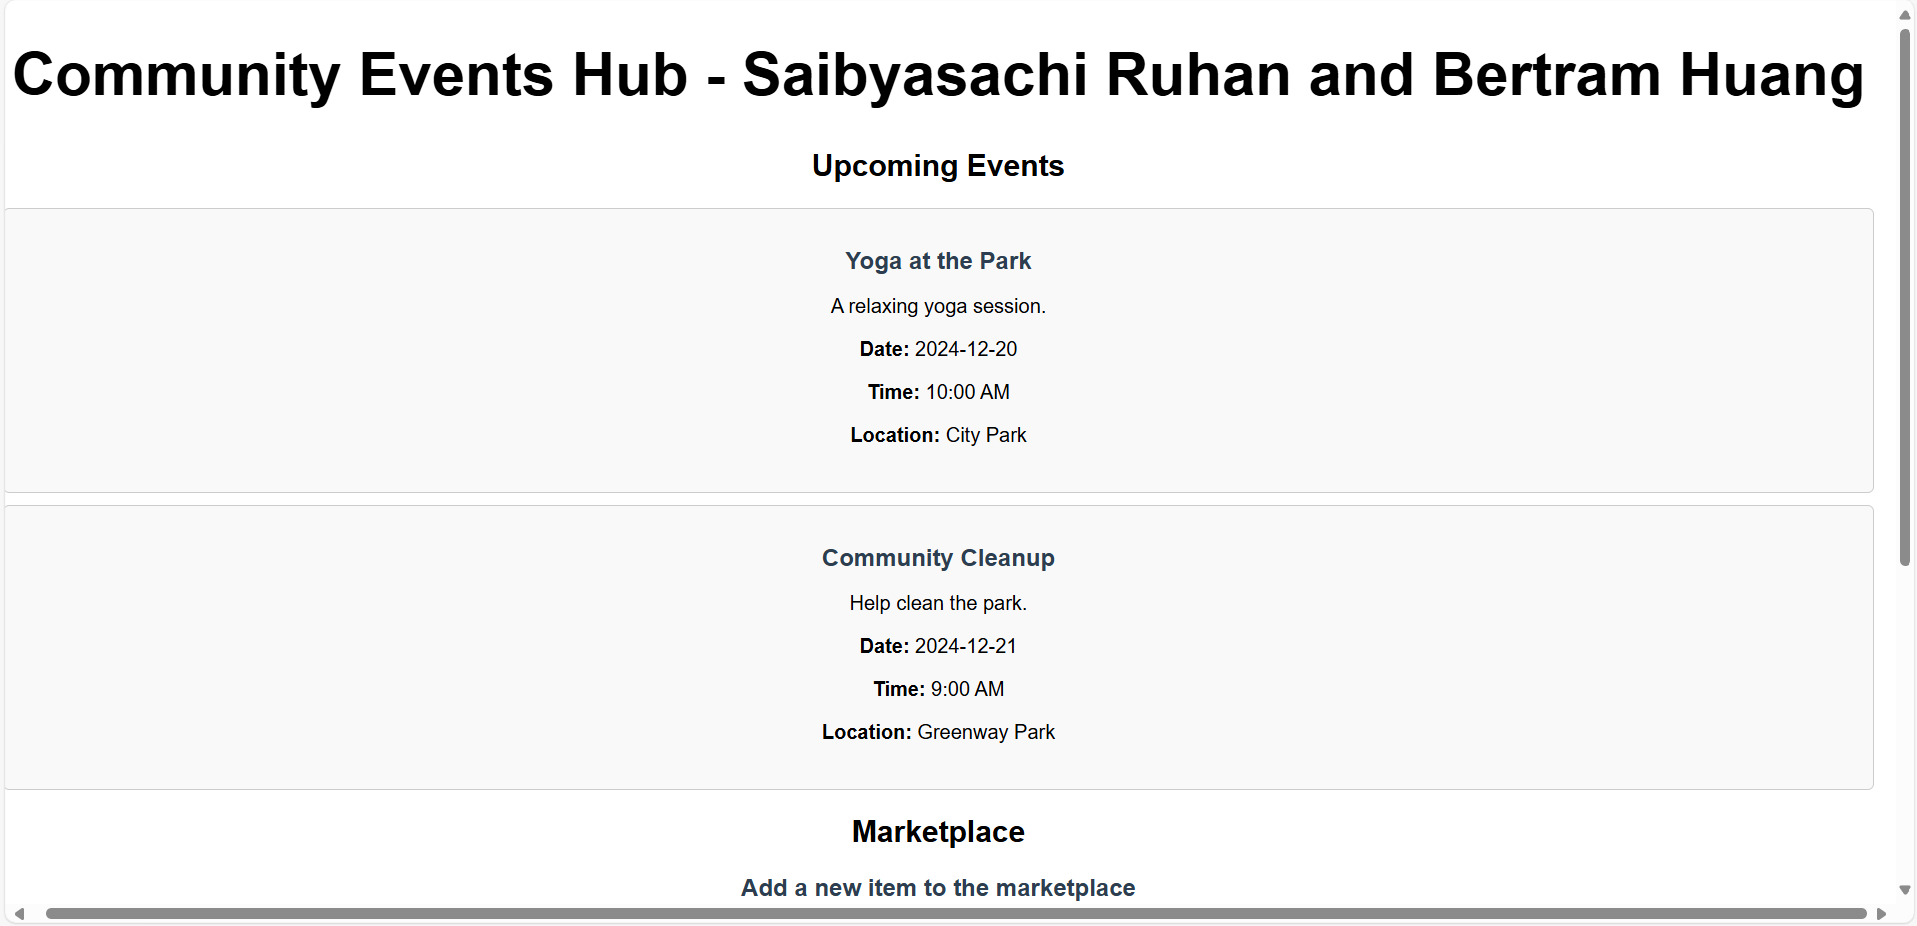 Community Events Hub - Saibyasachi Ruhan and Bertram Huang
Upcoming Events
Yoga at the Park
A relaxing yoga session.
Date: 2024-12-20
Time: 10:00 AM
Location: City Park
Community Cleanup
Help clean the park.
Date: 2024-12-21
Time: 9:00 AM
Location: Greenway Park
Marketplace
Add a new item to the marketplace